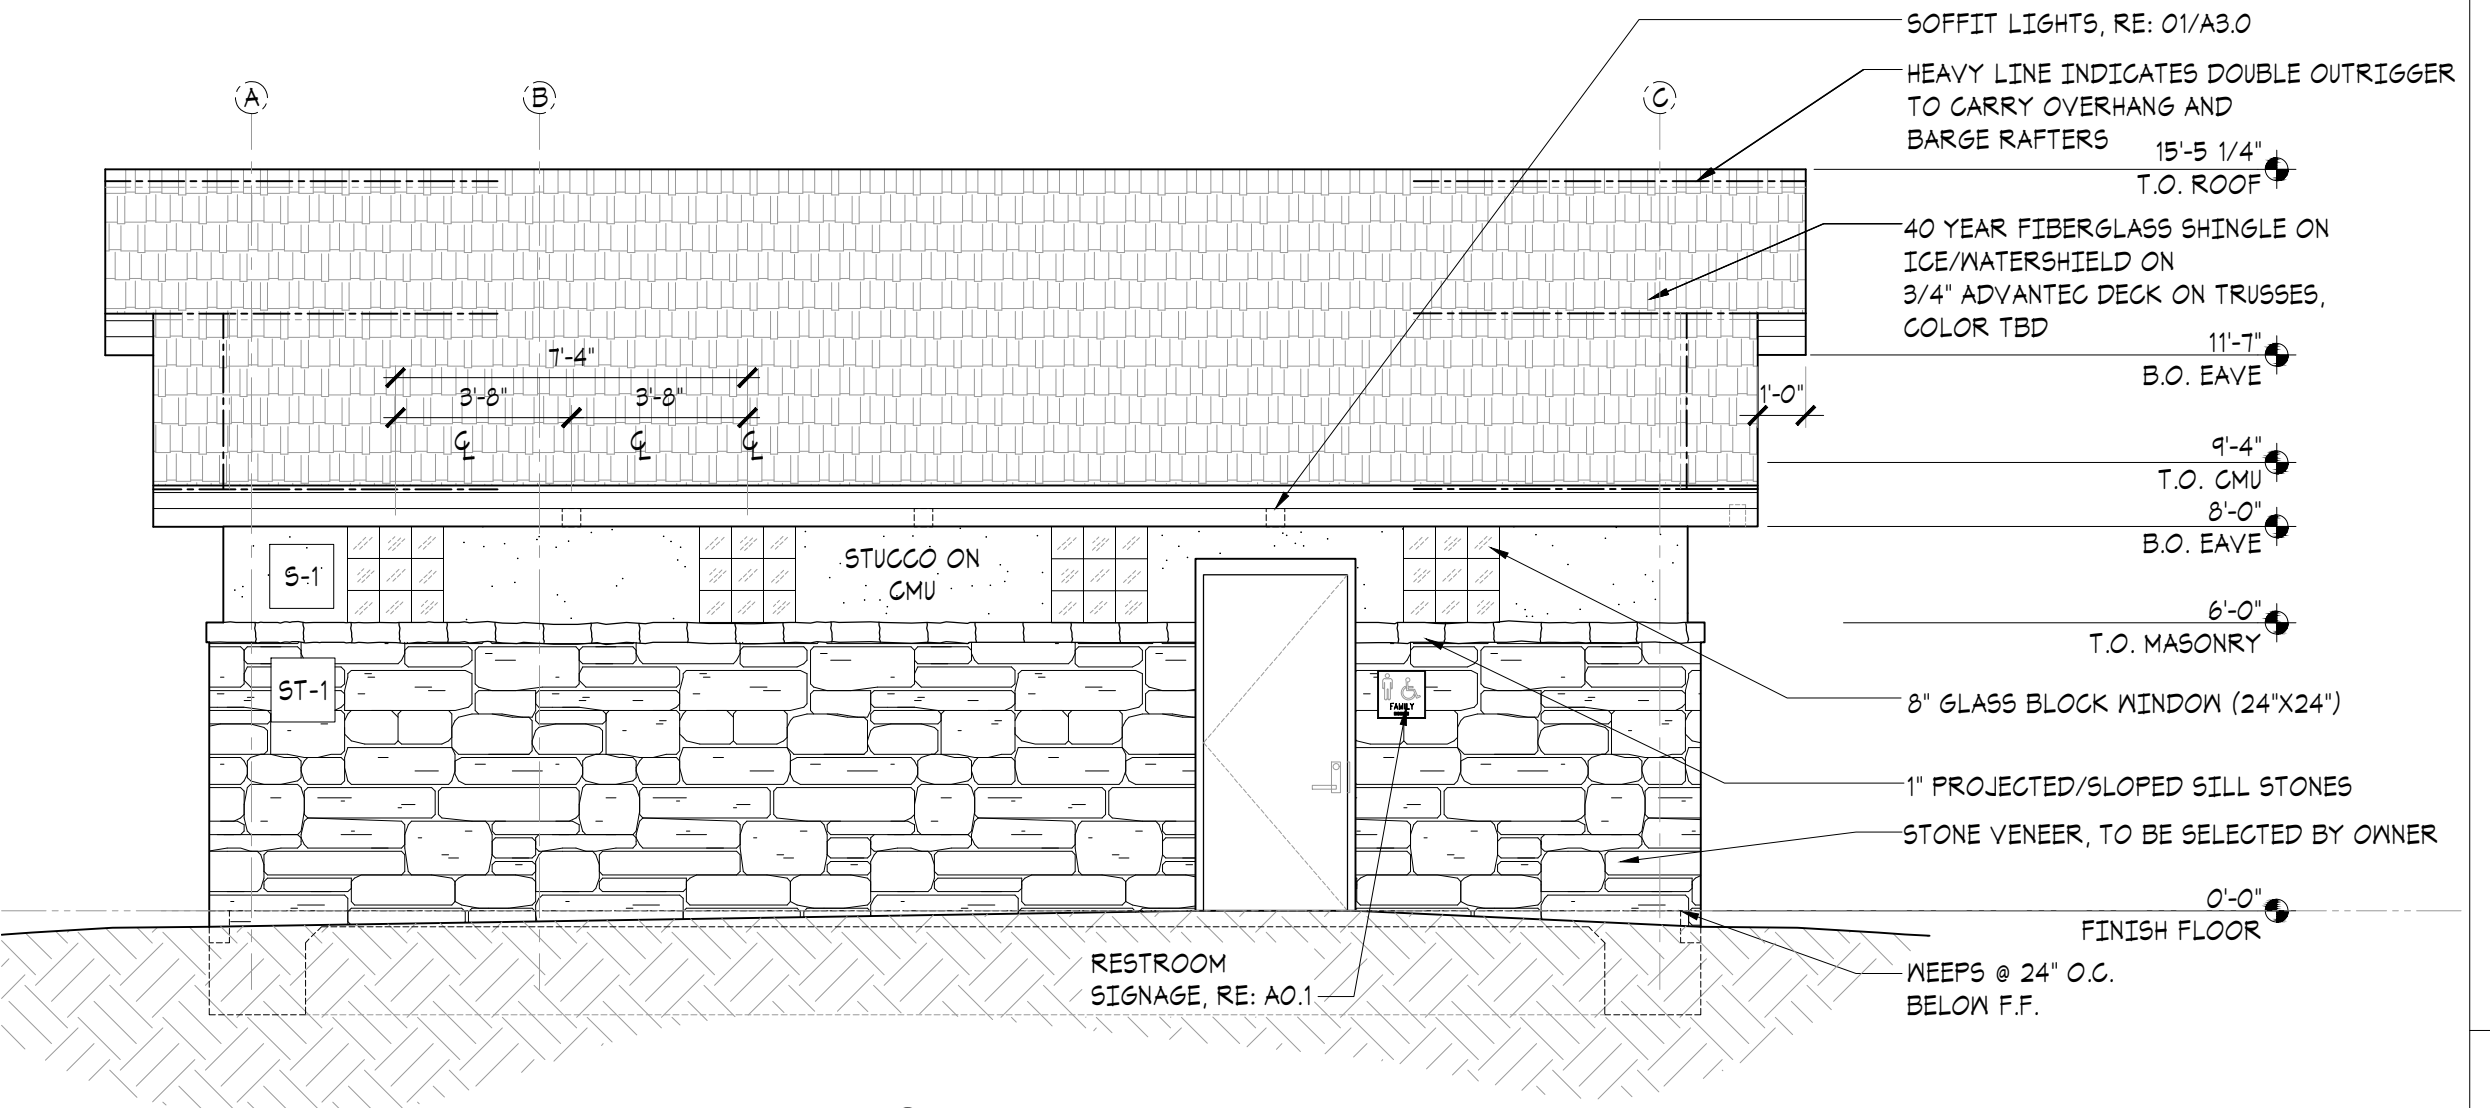 SOFFIT LIGHTS, RE: 01/A3.0
HEAVY LINE INDICATES DOUBLE OUTRIGGER
TO CARRY OVERHANG AND
BARGE RAFTERS
A
B
C
15'-5 1/4"
T.O. ROOF
40 YEAR FIBERGLASS SHINGLE ON
ICE/WATERSHIELD ON
3/4" ADVANTEC DECK ON TRUSSES,
COLOR TBD
11'-7"
B.O. EAVE
7'-4"
3'-8"
3'-8"
1'-0"
CL
CL
CL
9'-4"
T.O. CMU
8'-0"
B.O. EAVE
STUCCO ON
CMU
S-1
6'-0"
T.O. MASONRY
ST-1
FAMILY
8" GLASS BLOCK WINDOW (24"X24")
1" PROJECTED/SLOPED SILL STONES
STONE VENEER, TO BE SELECTED BY OWNER
0'-0"
FINISH FLOOR
RESTROOM
SIGNAGE, RE: A0.1
WEEPS @ 24" O.C.
BELOW F.F.